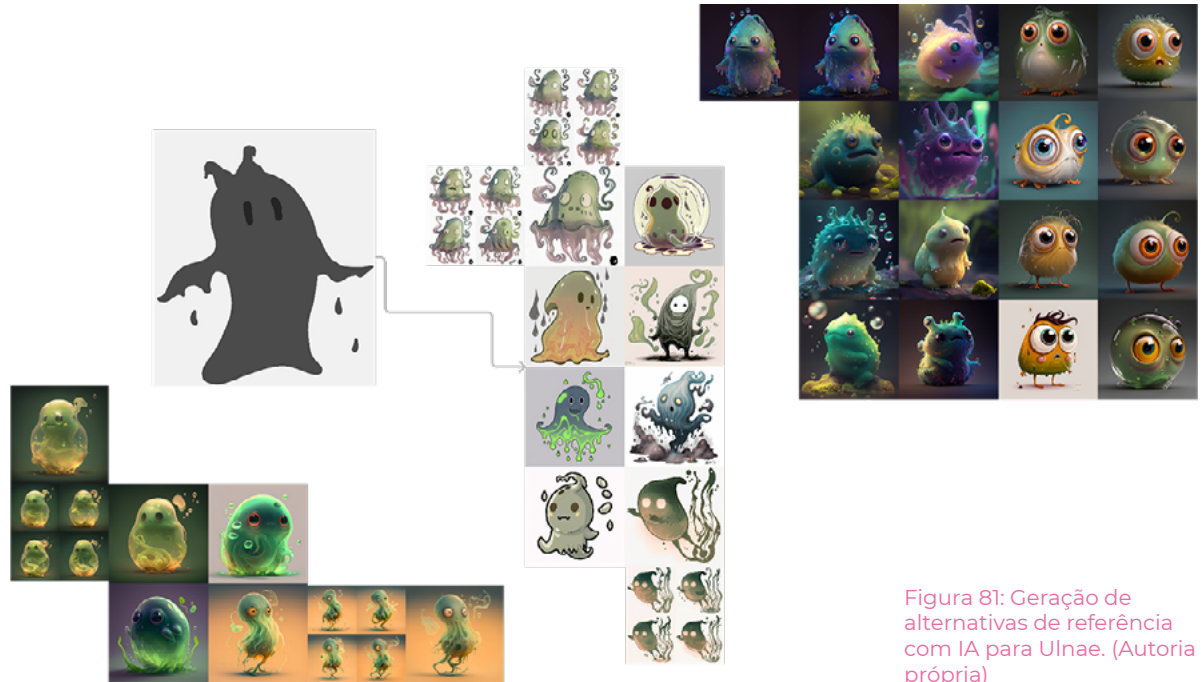 Figura 81: Geração de
alternativas de referência
com IA para Ulnae. (Autoria
própria)